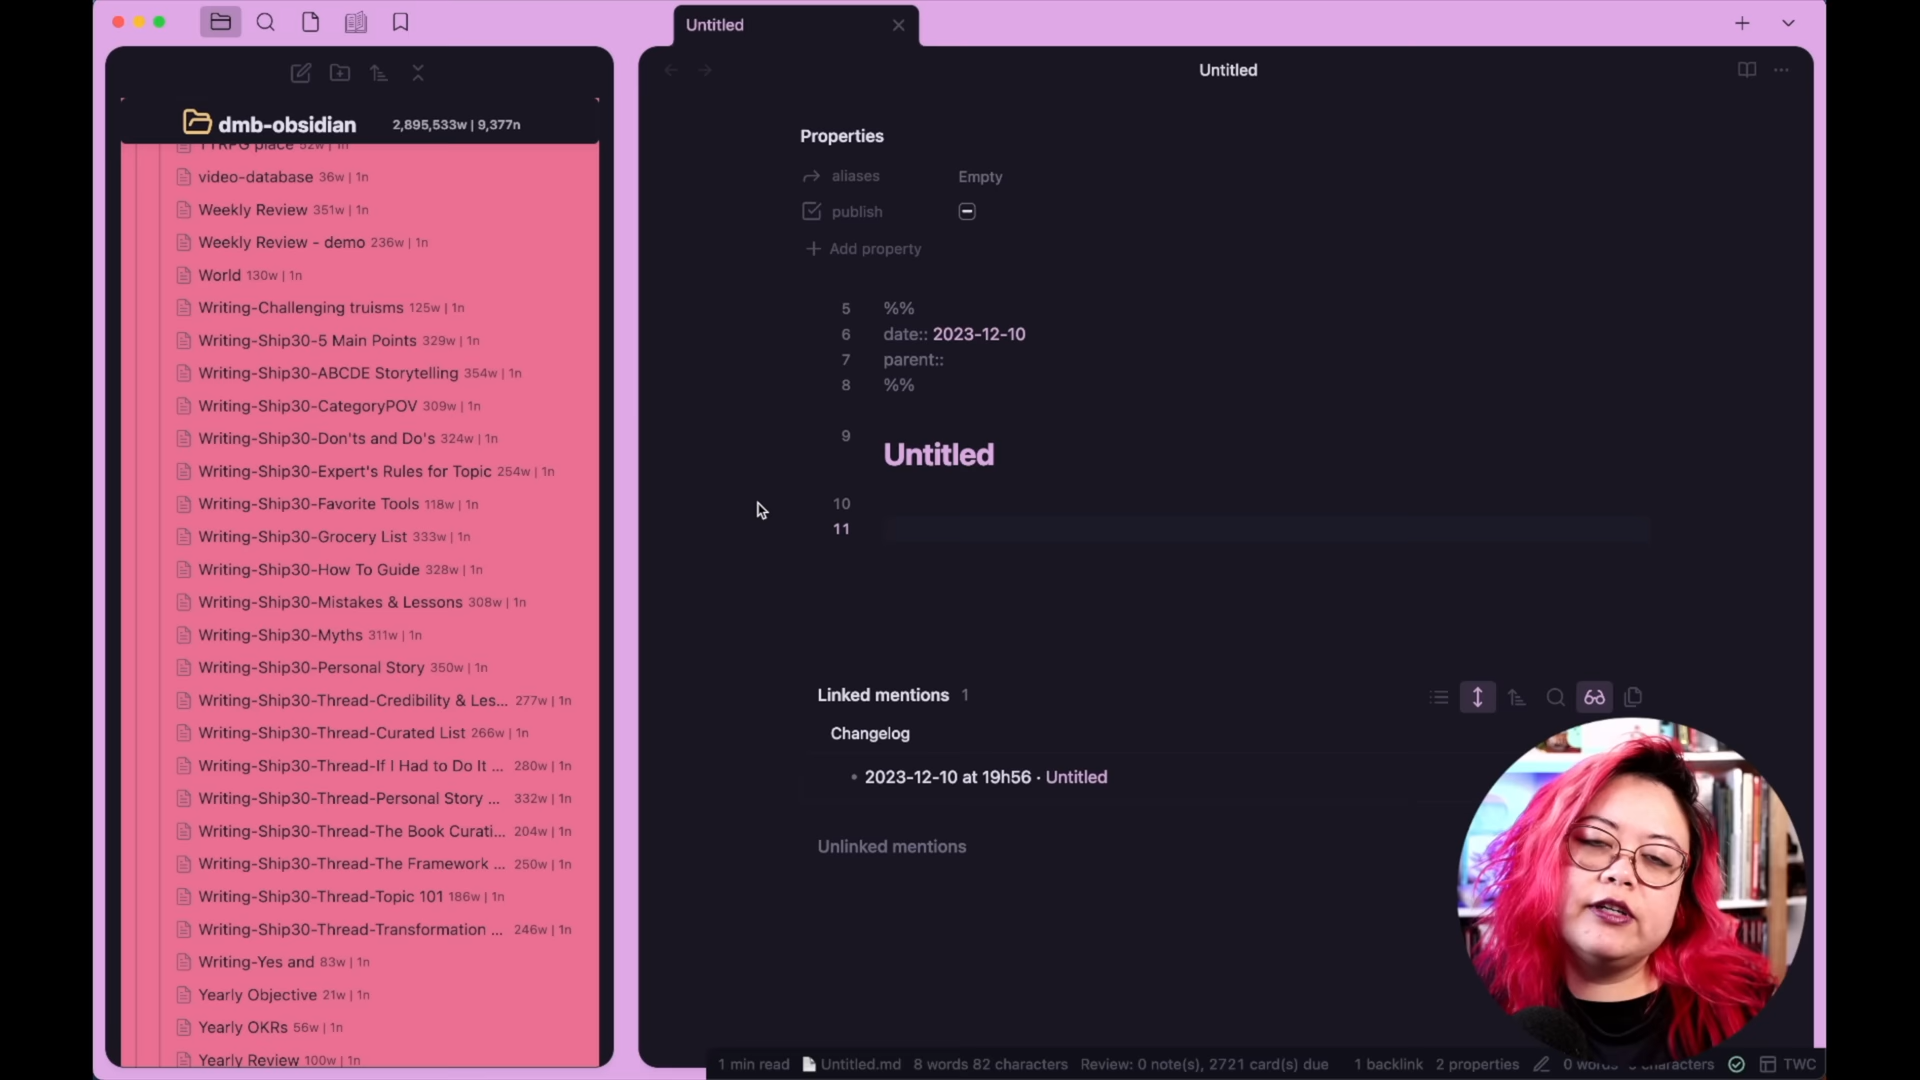 Untitled
dmb-obsidian 2,895,533w | 9,377n
TTRPG place 52w | 1n
video-database 36w | 1n
Weekly Review 351w | 1n
Weekly Review - demo 236w | 1n
World 130w | 1n
Writing-Challenging truisms 125w | 1n
Writing-Ship30-5 Main Points 329w | 1n
Writing-Ship30-ABCDE Storytelling 354w | 1n
Writing-Ship30-CategoryPOV 309w | 1n
Writing-Ship30-Don'ts and Do's 324w | 1n
Writing-Ship30-Expert's Rules for Topic 254w | 1n
Writing-Ship30-Favorite Tools 118w | 1n
Writing-Ship30-Grocery List 333w | 1n
Writing-Ship30-How To Guide 328w | 1n
Writing-Ship30-Mistakes & Lessons 308w | 1n
Writing-Ship30-Myths 311w | 1n
Writing-Ship30-Personal Story 350w | 1n
Writing-Ship30-Thread-Credibility & Les... 277w | 1n
Writing-Ship30-Thread-Curated List 266w | 1n
Writing-Ship30-Thread-If I Had to Do It ... 280w | 1n
Writing-Ship30-Thread-Personal Story ... 332w | 1n
Writing-Ship30-Thread-The Book Curati... 204w | 1n
Writing-Ship30-Thread-The Framework ... 250w | 1n
Writing-Ship30-Thread-Topic 101 186w | 1n
Writing-Ship30-Thread-Transformation ... 246w | 1n
Writing-Yes and 83w | 1n
Yearly Objective 21w | 1n
Yearly OKRs 56w | 1n
Yearly Review 100w | 1n
Untitled
Properties
aliases Empty
publish
Add property
5 %%
6 date:: 2023-12-10
7 parent::
8 %%
9 Untitled
10
11
Linked mentions 1
Changelog
• 2023-12-10 at 19h56 · Untitled
Unlinked mentions
1 min read Untitled.md 8 words 82 characters Review: 0 note(s), 2721 card(s) due 1 backlink 2 properties 0 words characters TWC